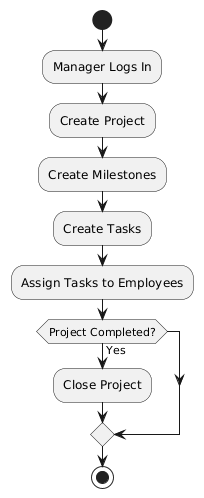 Manager Logs In
Create Project
Create Milestones
Create Tasks
Assign Tasks to Employees
Project Completed?
Yes
Close Project